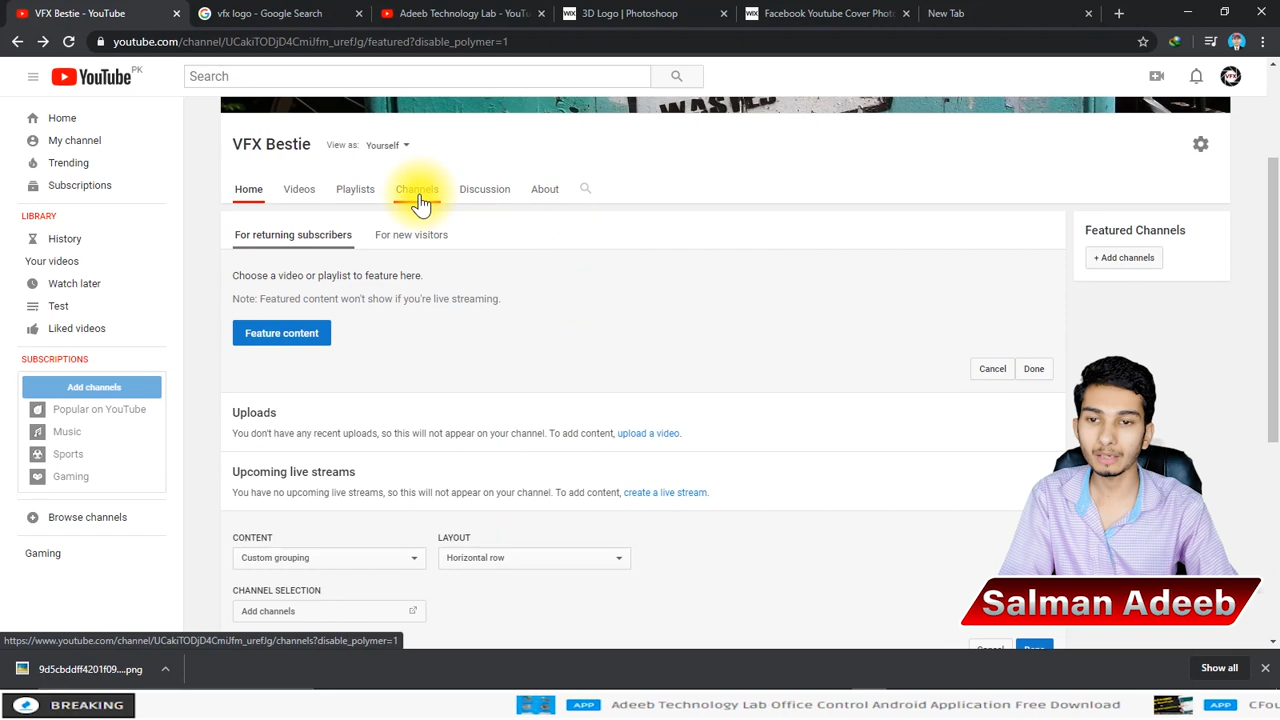 VFX Bestie - YouTube
vfx logo - Google Search
Adeeb Technology Lab - YouT
WiX 3D Logo | Photoshoop
WiX Facebook Youtube Cover Phot
New Tab
youtube.com/channel/UCakiTODjD4CmiJfm_urefJg/featured?disable_polymer=1
YouTube PK
Search
VFX
WASTED
Home
My channel
Trending
Subscriptions
LIBRARY
History
Your videos
Watch later
Test
Liked videos
SUBSCRIPTIONS
Add channels
Popular on YouTube
Music
Sports
Gaming
Browse channels
Gaming
VFX Bestie View as: Yourself
Home Videos Playlists Channels Discussion About
For returning subscribers For new visitors
Choose a video or playlist to feature here.
Note: Featured content won't show if you're live streaming.
Feature content
Cancel Done
Uploads
You don't have any recent uploads, so this will not appear on your channel. To add content, upload a video.
Upcoming live streams
You have no upcoming live streams, so this will not appear on your channel. To add content, create a live stream.
CONTENT LAYOUT
Custom grouping Horizontal row
CHANNEL SELECTION
Add channels
Cancel Done
Featured Channels
+ Add channels
Salman Adeeb
https://www.youtube.com/channel/UCakiTODjD4CmiJfm_urefJg/channels?disable_polymer=1
9d5cbddff4201f09....png
Show all
BREAKING
APP Adeeb Technology Lab Office Control Android Application Free Download
APP CFou